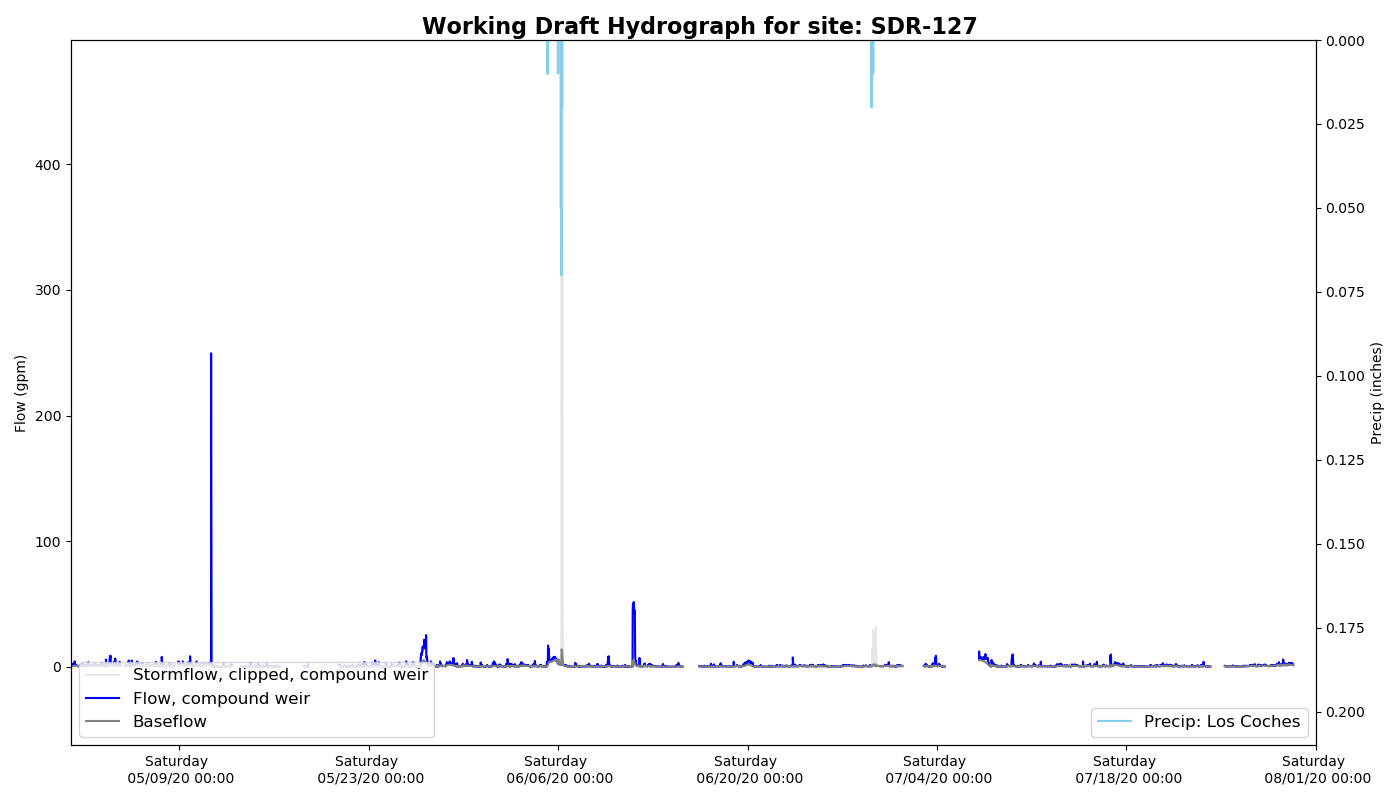 Working Draft Hydrograph for site: SDR-127
Flow (gpm)
400
300
200
100
0
0.000
0.025
0.050
0.075
0.100
0.125
0.150
0.175
0.200
Precip (inches)
Stormflow, clipped, compound weir
Flow, compound weir
Baseflow
Precip: Los Coches
Saturday
05/09/20 00:00
Saturday
05/23/20 00:00
Saturday
06/06/20 00:00
Saturday
06/20/20 00:00
Saturday
07/04/20 00:00
Saturday
07/18/20 00:00
Saturday
08/01/20 00:00